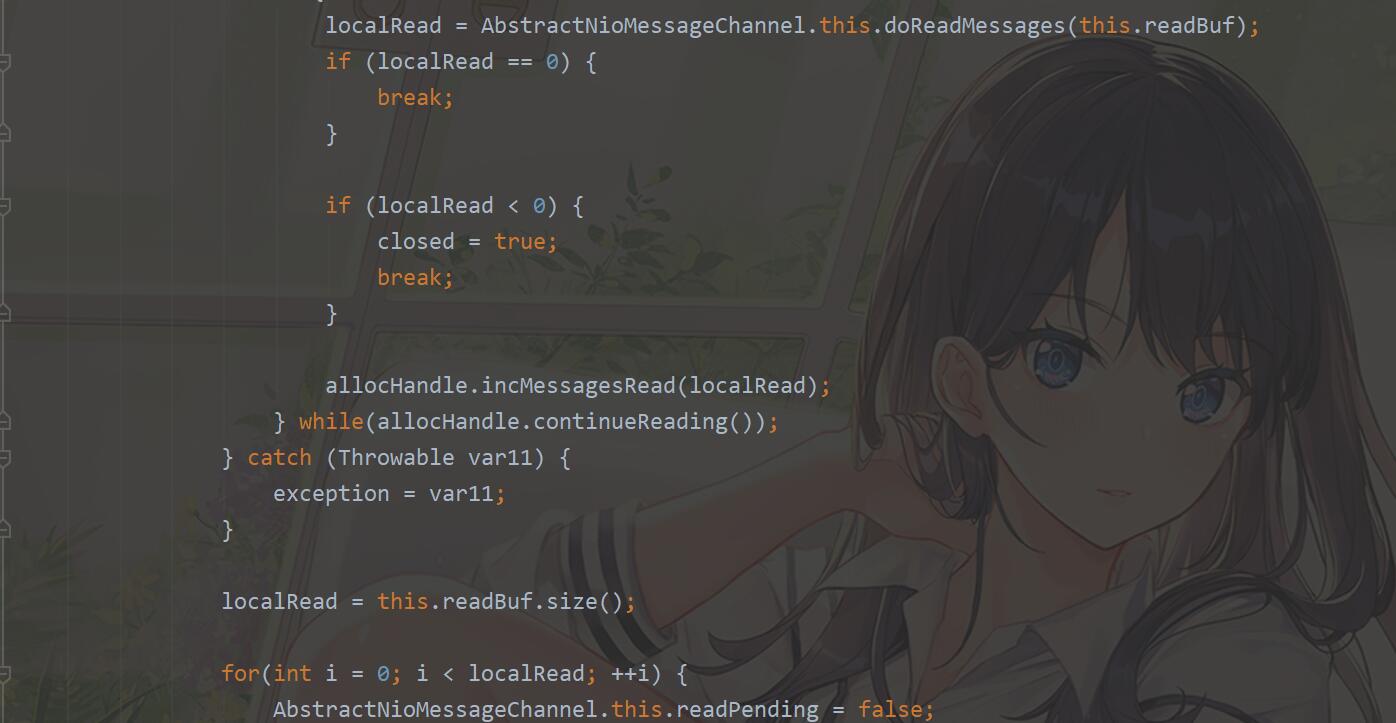 localRead = AbstractNioMessageChannel.this.doReadMessages(this.readBuf);
if (localRead == 0) {
break;
}
if (localRead < 0) {
closed = true;
break;
}
allocHandle.incMessagesRead(localRead);
} while(allocHandle.continueReading());
} catch (Throwable var11) {
exception = var11;
}
localRead = this.readBuf.size();
for(int i = 0; i < localRead; ++i) {
AbstractNioMessageChannel.this.readPending = false;